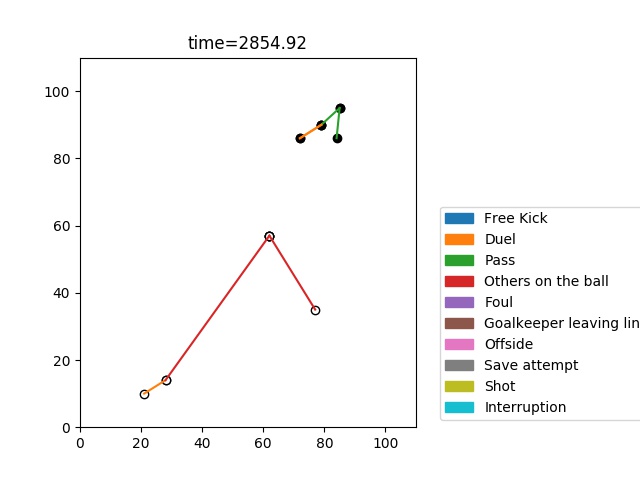 time=2854.92
100
80
60
40
20
0
0 20 40 60 80 100
Free Kick
Duel
Pass
Others on the ball
Foul
Goalkeeper leaving lin
Offside
Save attempt
Shot
Interruption